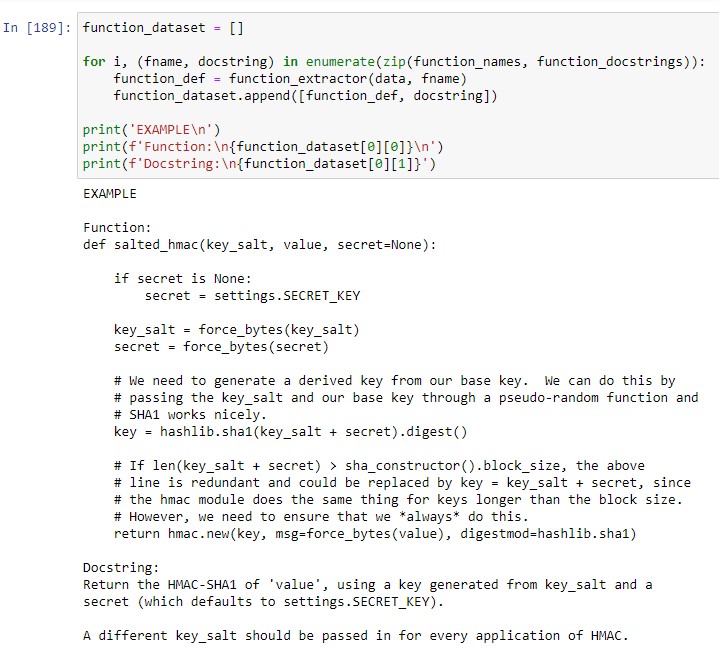 In [189]: function_dataset = []
for i, (fname, docstring) in enumerate(zip(function_names, function_docstrings)):
    function_def = function_extractor(data, fname)
    function_dataset.append([function_def, docstring])
print('EXAMPLE\n')
print(f'Function:\n{function_dataset[0][0]}\n')
print(f'Docstring:\n{function_dataset[0][1]}')
EXAMPLE
Function:
def salted_hmac(key_salt, value, secret=None):
    if secret is None:
        secret = settings.SECRET_KEY
    key_salt = force_bytes(key_salt)
    secret = force_bytes(secret)
    # We need to generate a derived key from our base key.  We can do this by
    # passing the key_salt and our base key through a pseudo-random function and
    # SHA1 works nicely.
    key = hashlib.sha1(key_salt + secret).digest()
    # If len(key_salt + secret) > sha_constructor().block_size, the above
    # line is redundant and could be replaced by key = key_salt + secret, since
    # the hmac module does the same thing for keys longer than the block size.
    # However, we need to ensure that we *always* do this.
    return hmac.new(key, msg=force_bytes(value), digestmod=hashlib.sha1)
Docstring:
Return the HMAC-SHA1 of 'value', using a key generated from key_salt and a
secret (which defaults to settings.SECRET_KEY).
A different key_salt should be passed in for every application of HMAC.